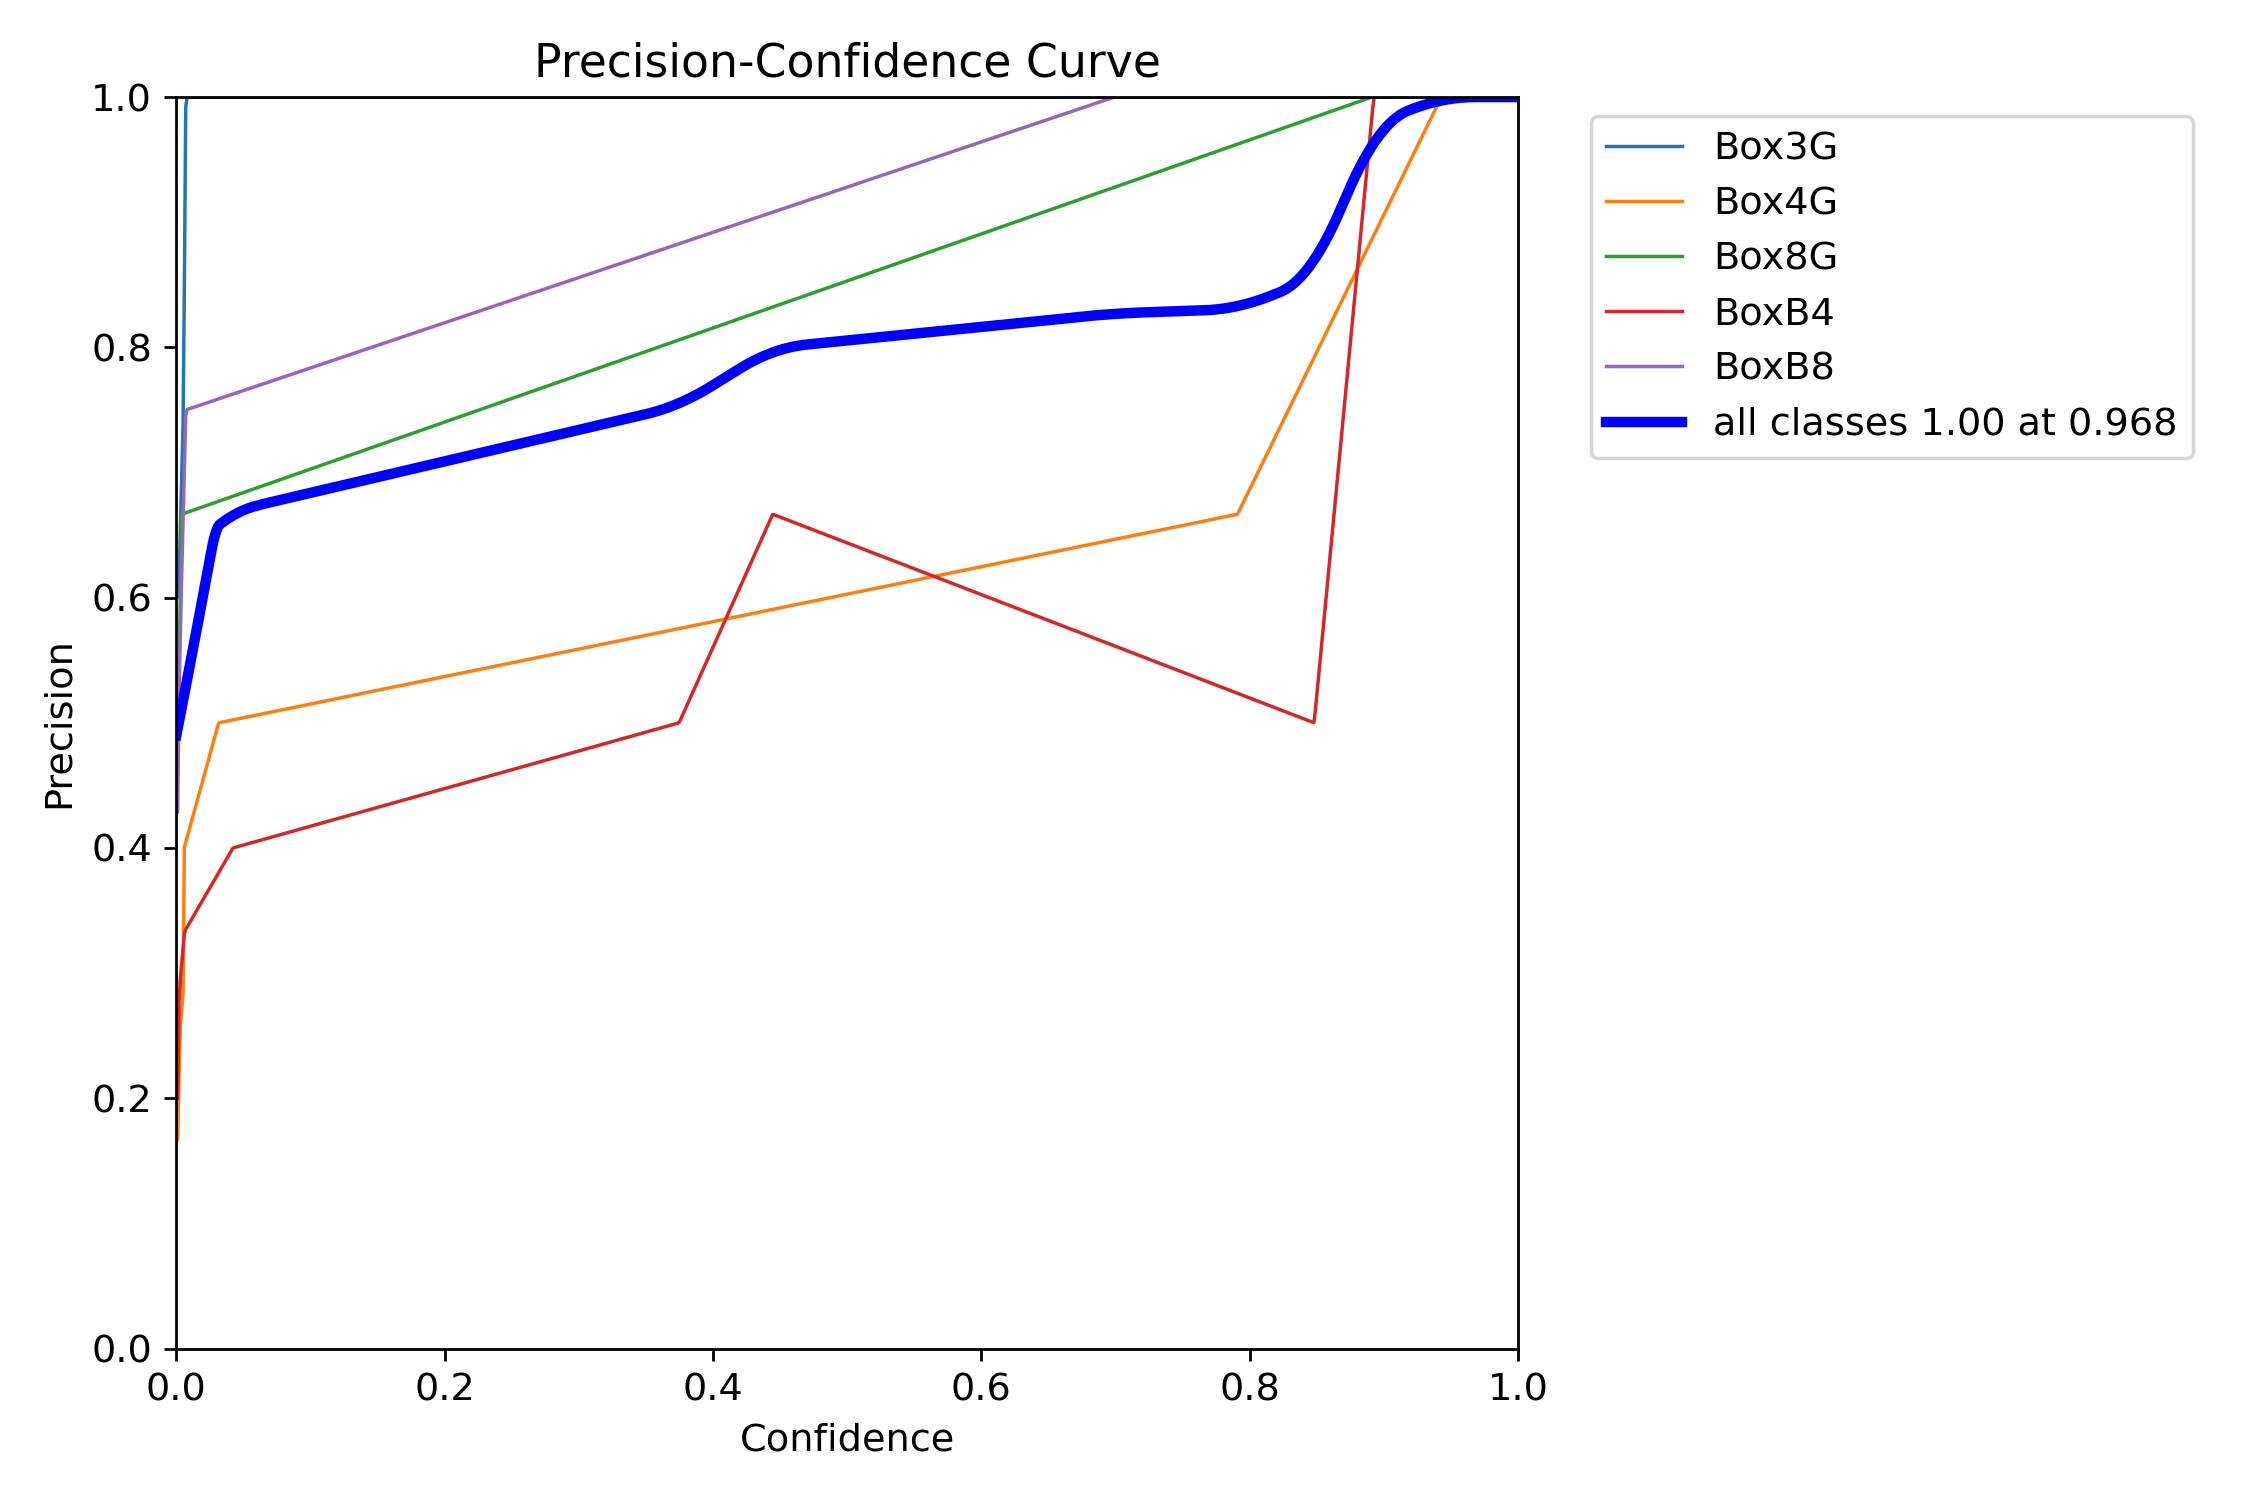 Precision-Confidence Curve
1.0
0.8
0.6
0.4
0.2
0.0
Precision
0.0 0.2 0.4 0.6 0.8 1.0
Confidence
Box3G
Box4G
Box8G
BoxB4
BoxB8
all classes 1.00 at 0.968